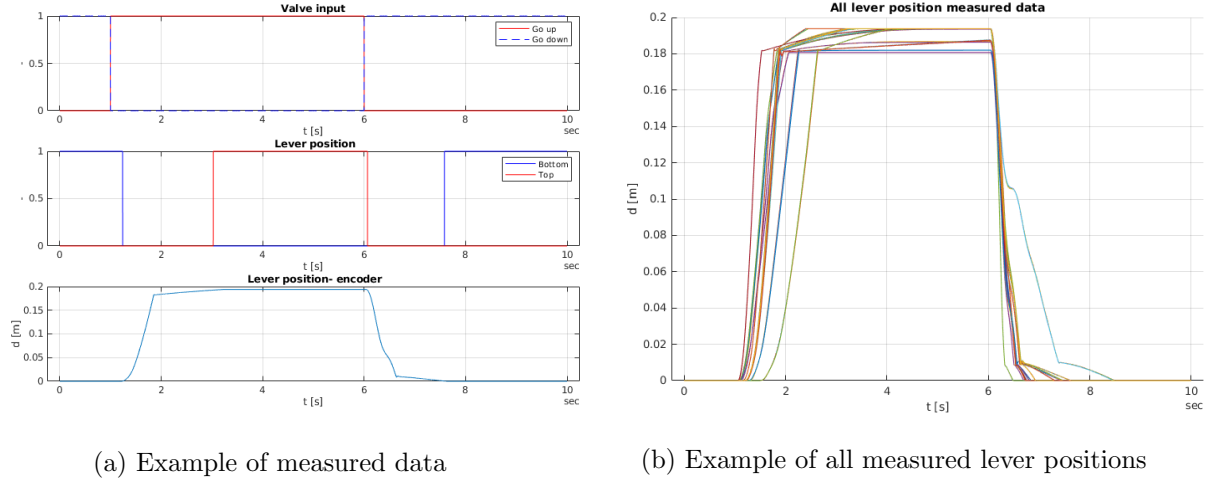 Valve input
1
0.5
0
Go up
Go down
0
2
4
6
8
10
t [s]
sec
Lever position
1
0.5
0
Bottom
Top
0
2
4
6
8
10
t [s]
sec
Lever position- encoder
0.2
0.15
0.1
0.05
0
d [m]
0
2
4
6
8
10
t [s]
sec
(a) Example of measured data
All lever position measured data
0.2
0.18
0.16
0.14
0.12
0.1
0.08
0.06
0.04
0.02
0
d [m]
0
2
4
6
8
10
t [s]
sec
(b) Example of all measured lever positions